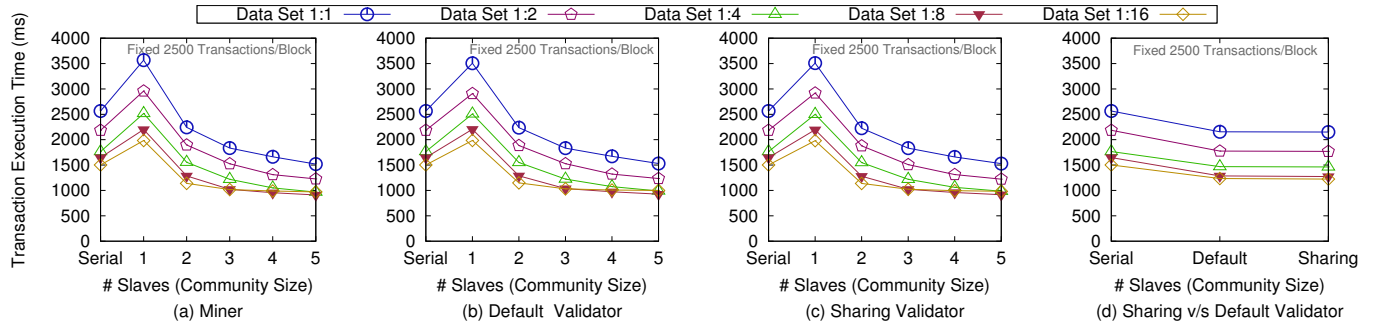 Data Set 1:1 Data Set 1:2 Data Set 1:4 Data Set 1:8 Data Set 1:16
Transaction Execution Time (ms)
Fixed 2500 Transactions/Block
4000
3500
3000
2500
2000
1500
1000
500
0
Serial 1 2 3 4 5
# Slaves (Community Size)
(a) Miner
Fixed 2500 Transactions/Block
4000
3500
3000
2500
2000
1500
1000
500
0
Serial 1 2 3 4 5
# Slaves (Community Size)
(b) Default Validator
Fixed 2500 Transactions/Block
4000
3500
3000
2500
2000
1500
1000
500
0
Serial 1 2 3 4 5
# Slaves (Community Size)
(c) Sharing Validator
Fixed 2500 Transactions/Block
4000
3500
3000
2500
2000
1500
1000
500
0
Serial Default Sharing
# Slaves (Community Size)
(d) Sharing v/s Default Validator